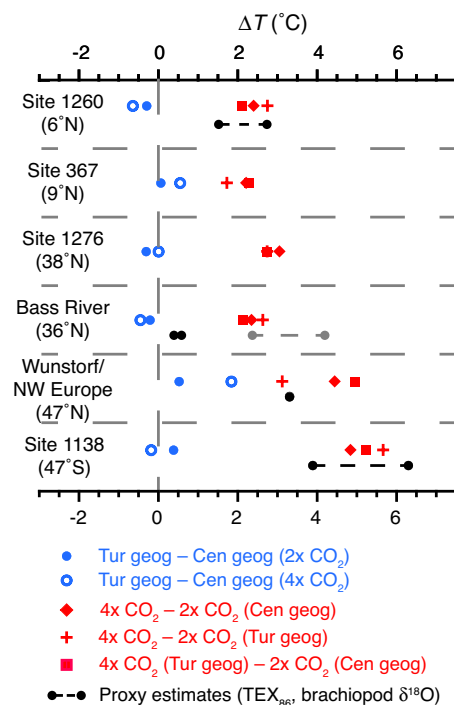 ΔT (˚C)
-2 0 2 4 6
Site 1260
(6˚N)
Site 367
(9˚N)
Site 1276
(38˚N)
Bass River
(36˚N)
Wunstorf/
NW Europe
(47˚N)
Site 1138
(47˚S)
-2 0 2 4 6
Tur geog – Cen geog (2x CO₂)
Tur geog – Cen geog (4x CO₂)
4x CO₂ – 2x CO₂ (Cen geog)
4x CO₂ – 2x CO₂ (Tur geog)
4x CO₂ (Tur geog) – 2x CO₂ (Cen geog)
Proxy estimates (TEX₈₆, brachiopod δ¹⁸O)